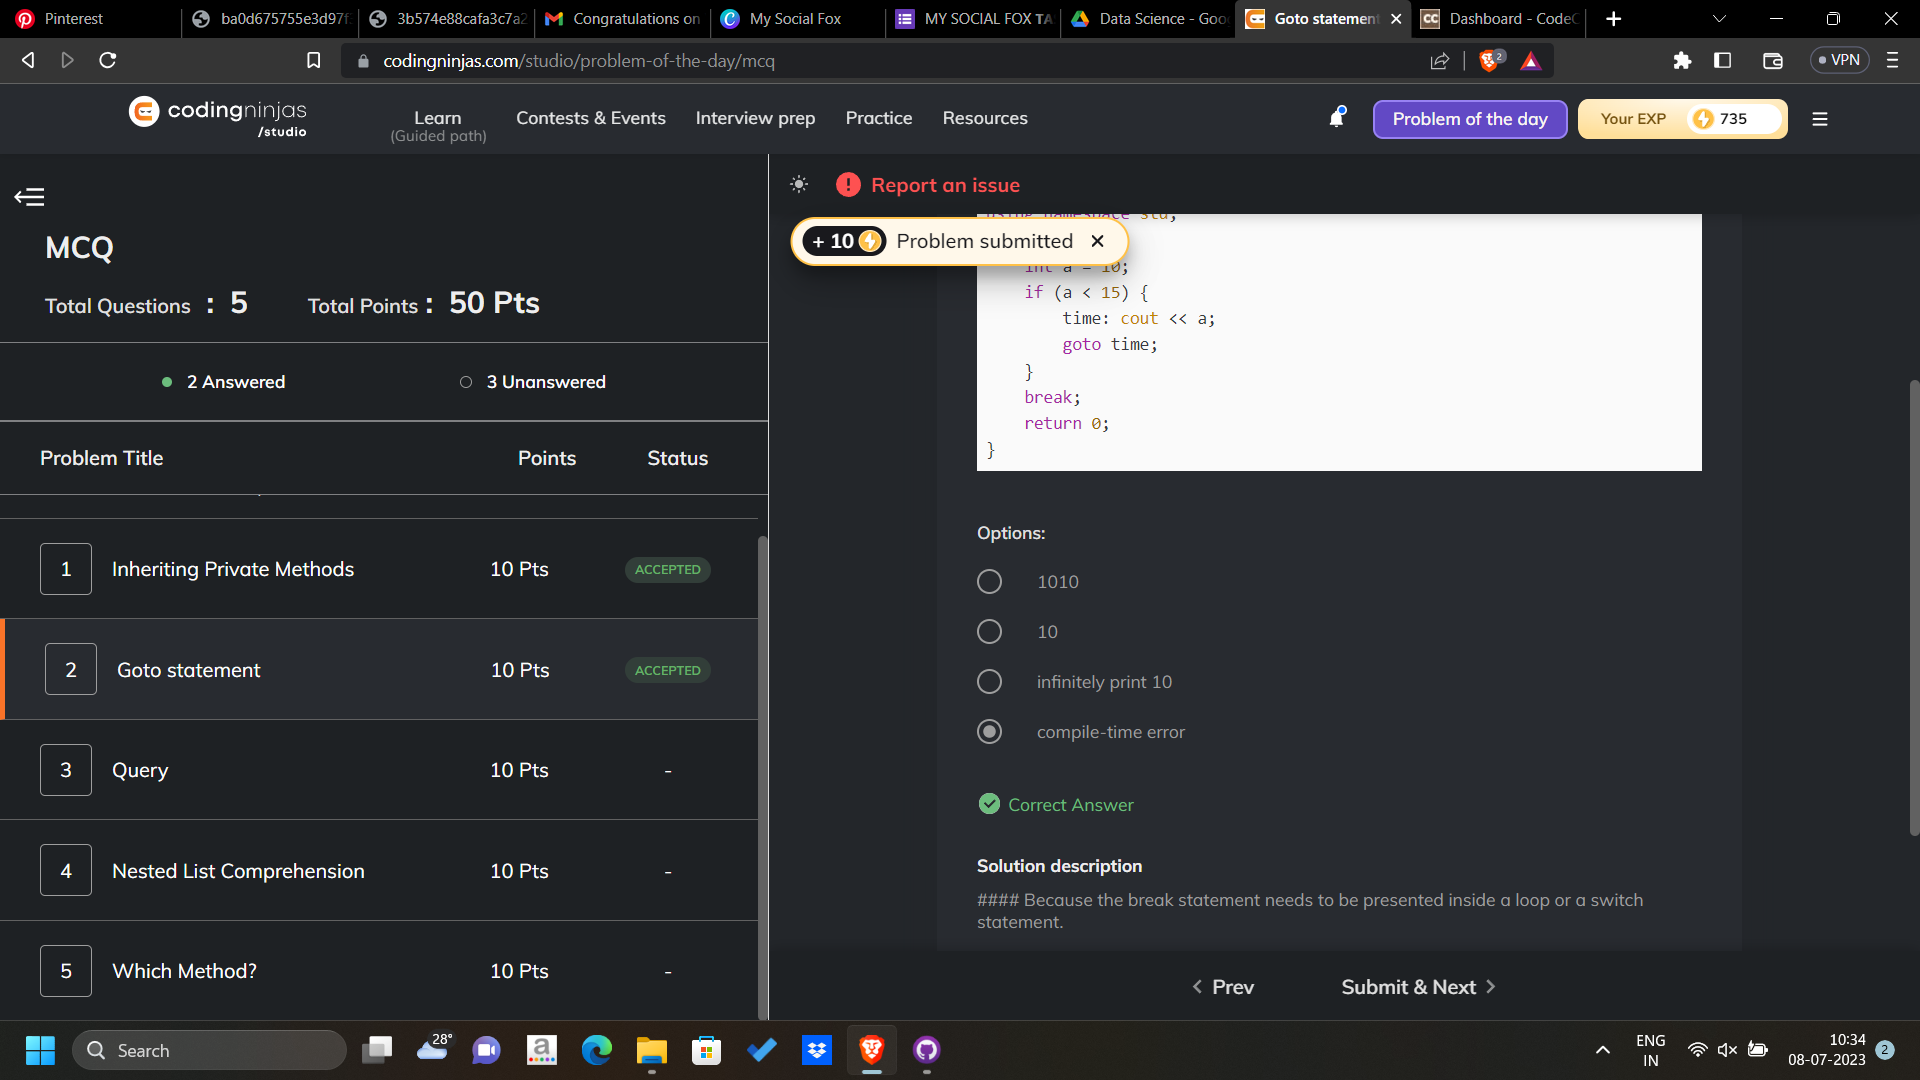 Pinterest
ba0d675755e3d97f
3b574e88cafa3c7a2
Congratulations on
My Social Fox
MY SOCIAL FOX TA
Data Science - Goo
Goto statement
Dashboard - CodeC
codingninjas.com/studio/problem-of-the-day/mcq
2
VPN
codingninjas
/studio
Learn
(Guided path)
Contests & Events
Interview prep
Practice
Resources
Problem of the day
Your EXP
735
Report an issue
MCQ
Total Questions : 5
Total Points : 50 Pts
2 Answered
3 Unanswered
Problem Title
Points
Status
1
Inheriting Private Methods
10 Pts
ACCEPTED
2
Goto statement
10 Pts
ACCEPTED
3
Query
10 Pts
-
4
Nested List Comprehension
10 Pts
-
5
Which Method?
10 Pts
-
using namespace std;
+ 10
Problem submitted
int a = 10;
if (a < 15) {
time: cout << a;
goto time;
}
break;
return 0;
}
Options:
1010
10
infinitely print 10
compile-time error
Correct Answer
Solution description
#### Because the break statement needs to be presented inside a loop or a switch
statement.
Prev
Submit & Next
Search
28°
ENG
IN
10:34
08-07-2023
2